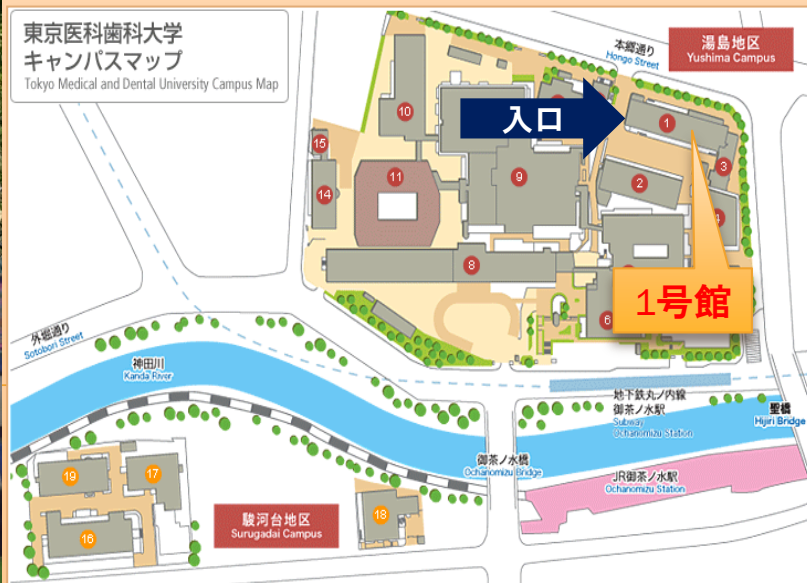 東京医科歯科大学
キャンパスマップ
Tokyo Medical and Dental University Campus Map
本郷通り
Hongo Street
湯島地区
Yushima Campus
入口
1
10
15
3
11
9
2
14
8
1号館
6
外堀通り
Sotobori Street
神田川
Kanda River
地下鉄丸ノ内線
御茶ノ水駅
Subway
Ochanomizu Station
聖橋
Hijiri Bridge
御茶ノ水橋
Ochanomizu Bridge
JR御茶ノ水駅
Ochanomizu Station
19
17
16
18
駿河台地区
Surugadai Campus